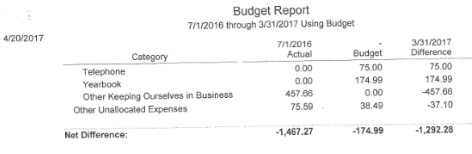 Budget Report
7/1/2016 through 3/31/2017 Using Budget
4/20/2017
7/1/2016 - 3/31/2017
Category Actual Budget Difference
Telephone 0.00 75.00 75.00
Yearbook 0.00 174.99 174.99
Other Keeping Ourselves in Business 457.66 0.00 -457.66
Other Unallocated Expenses 75.59 38.49 -37.10
Net Difference: -1,467.27 -174.99 -1,292.28